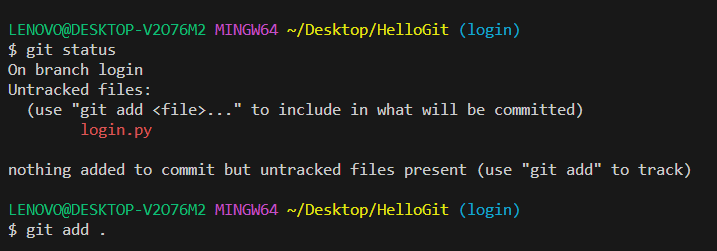 LENOVO@DESKTOP-V2O76M2 MINGW64 ~/Desktop/HelloGit (login)
$ git status
On branch login
Untracked files:
  (use "git add <file>..." to include in what will be committed)
        login.py

nothing added to commit but untracked files present (use "git add" to track)

LENOVO@DESKTOP-V2O76M2 MINGW64 ~/Desktop/HelloGit (login)
$ git add .